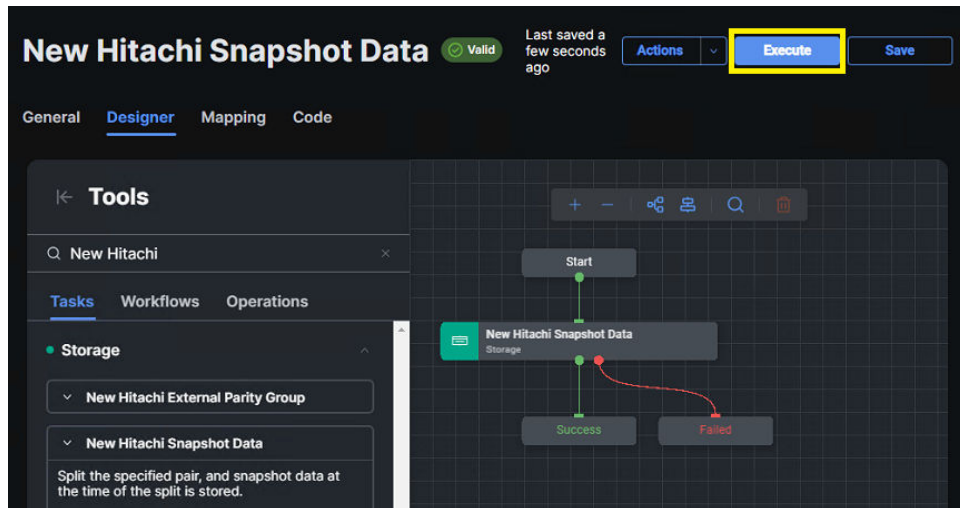 New Hitachi Snapshot Data
Valid
Last saved a
few seconds
ago
Actions
Execute
Save
General Designer Mapping Code
Tools
New Hitachi
Tasks Workflows Operations
Storage
New Hitachi External Parity Group
New Hitachi Snapshot Data
Split the specified pair, and snapshot data at
the time of the split is stored.
Start
New Hitachi Snapshot Data
Storage
Success
Failed